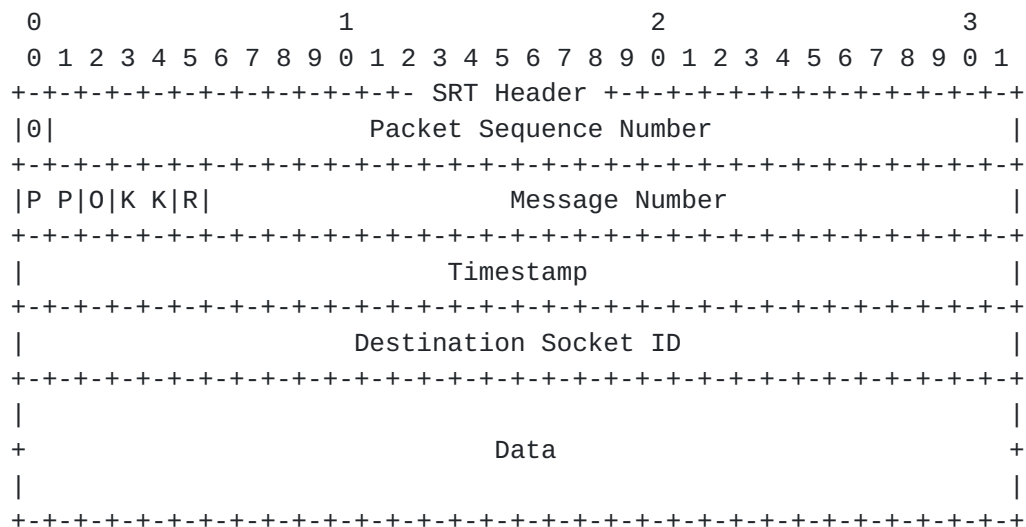 0                   1                   2                   3
 0 1 2 3 4 5 6 7 8 9 0 1 2 3 4 5 6 7 8 9 0 1 2 3 4 5 6 7 8 9 0 1
+-+-+-+-+-+-+-+-+-+-+-+-+- SRT Header +-+-+-+-+-+-+-+-+-+-+-+-+-+
|0|                    Packet Sequence Number                   |
+-+-+-+-+-+-+-+-+-+-+-+-+-+-+-+-+-+-+-+-+-+-+-+-+-+-+-+-+-+-+-+-+
|P P|O|K K|R|                   Message Number                  |
+-+-+-+-+-+-+-+-+-+-+-+-+-+-+-+-+-+-+-+-+-+-+-+-+-+-+-+-+-+-+-+-+
|                           Timestamp                           |
+-+-+-+-+-+-+-+-+-+-+-+-+-+-+-+-+-+-+-+-+-+-+-+-+-+-+-+-+-+-+-+-+
|                     Destination Socket ID                     |
+-+-+-+-+-+-+-+-+-+-+-+-+-+-+-+-+-+-+-+-+-+-+-+-+-+-+-+-+-+-+-+-+
|                                                               |
+                              Data                             +
|                                                               |
+-+-+-+-+-+-+-+-+-+-+-+-+-+-+-+-+-+-+-+-+-+-+-+-+-+-+-+-+-+-+-+-+